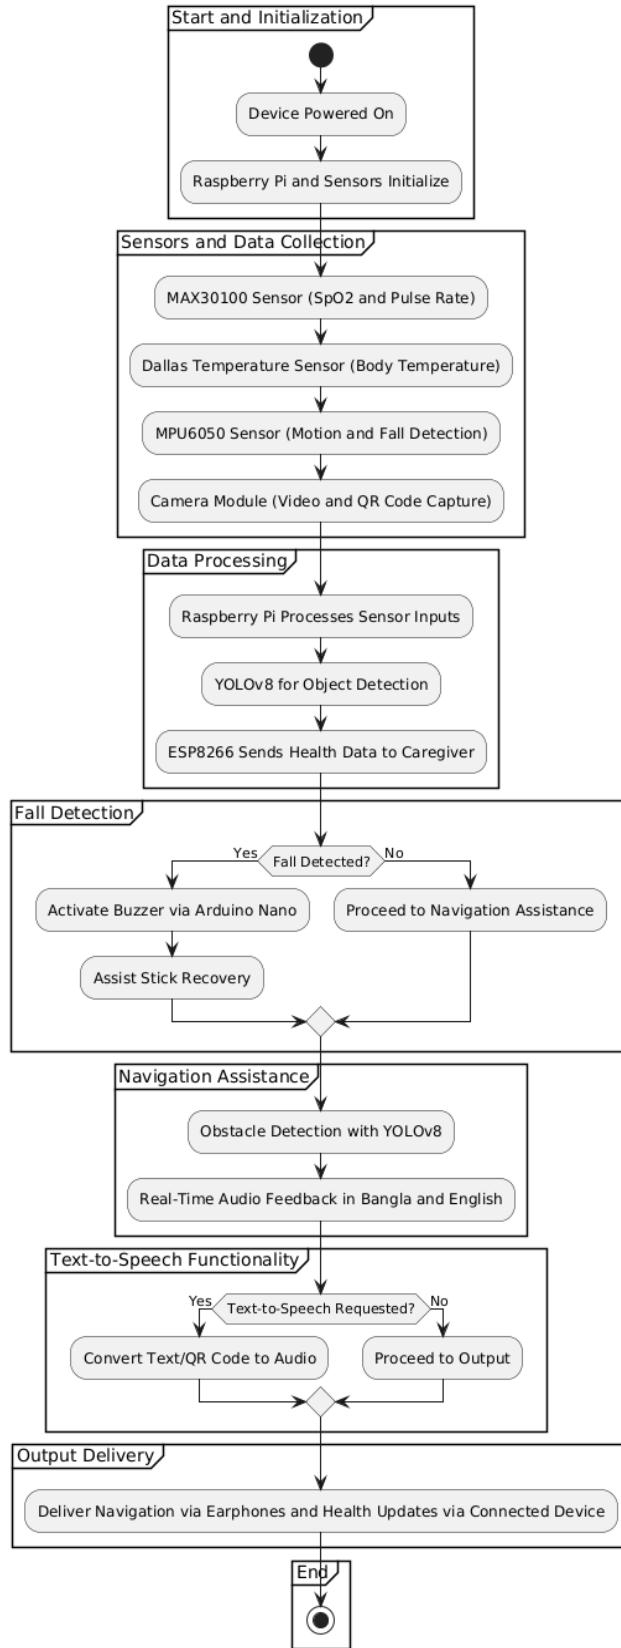 Start and Initialization
Device Powered On
Raspberry Pi and Sensors Initialize
Sensors and Data Collection
MAX30100 Sensor (SpO2 and Pulse Rate)
Dallas Temperature Sensor (Body Temperature)
MPU6050 Sensor (Motion and Fall Detection)
Camera Module (Video and QR Code Capture)
Data Processing
Raspberry Pi Processes Sensor Inputs
YOLOv8 for Object Detection
ESP8266 Sends Health Data to Caregiver
Fall Detection
Yes
Fall Detected?
No
Activate Buzzer via Arduino Nano
Proceed to Navigation Assistance
Assist Stick Recovery
Navigation Assistance
Obstacle Detection with YOLOv8
Real-Time Audio Feedback in Bangla and English
Text-to-Speech Functionality
Yes
Text-to-Speech Requested?
No
Convert Text/QR Code to Audio
Proceed to Output
Output Delivery
Deliver Navigation via Earphones and Health Updates via Connected Device
End